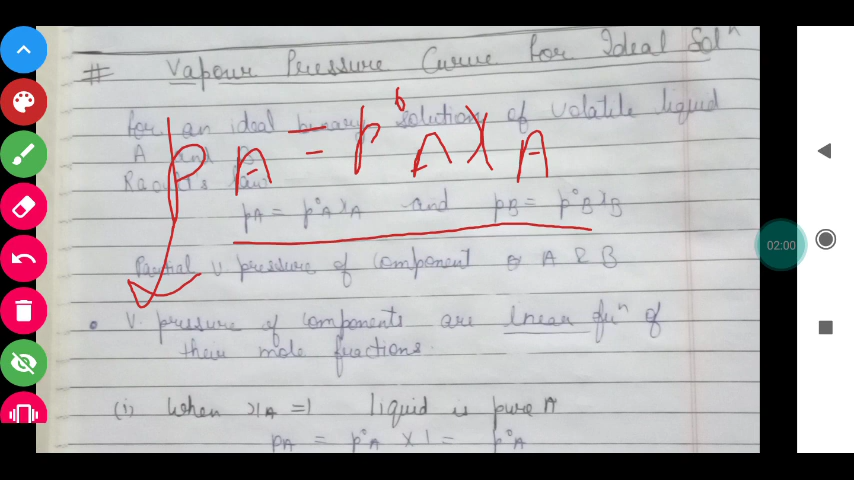 # Vapour Pressure Curve for Ideal Solⁿ
for an ideal binary solution of volatile liquid
A and B
Raoult's law
PA = P°A XA
pA = p°A xA and pB = p°B xB
Partial v. pressure of component A & B
• V. pressure of components are linear fuⁿ of
their mole fractions.
(i) When xA = 1 liquid is pure A
pA = p°A × 1 = p°A
02:00